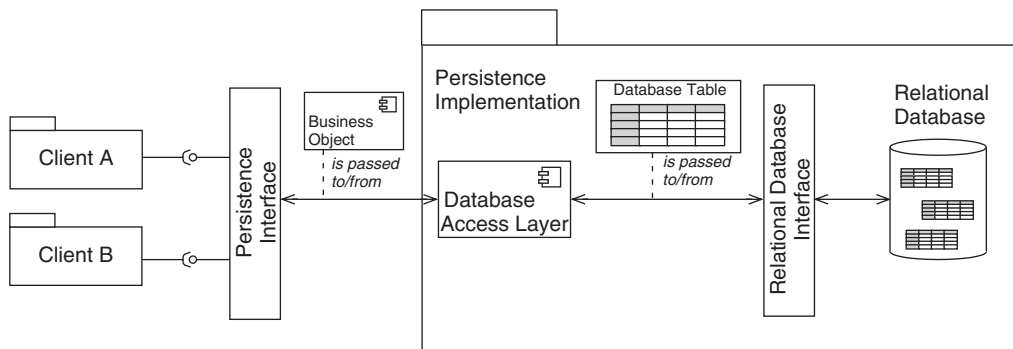 Client A
Client B
Persistence
Interface
Business
Object
is passed
to/from
Persistence
Implementation
Database
Access Layer
Database Table
is passed
to/from
Relational Database
Interface
Relational
Database